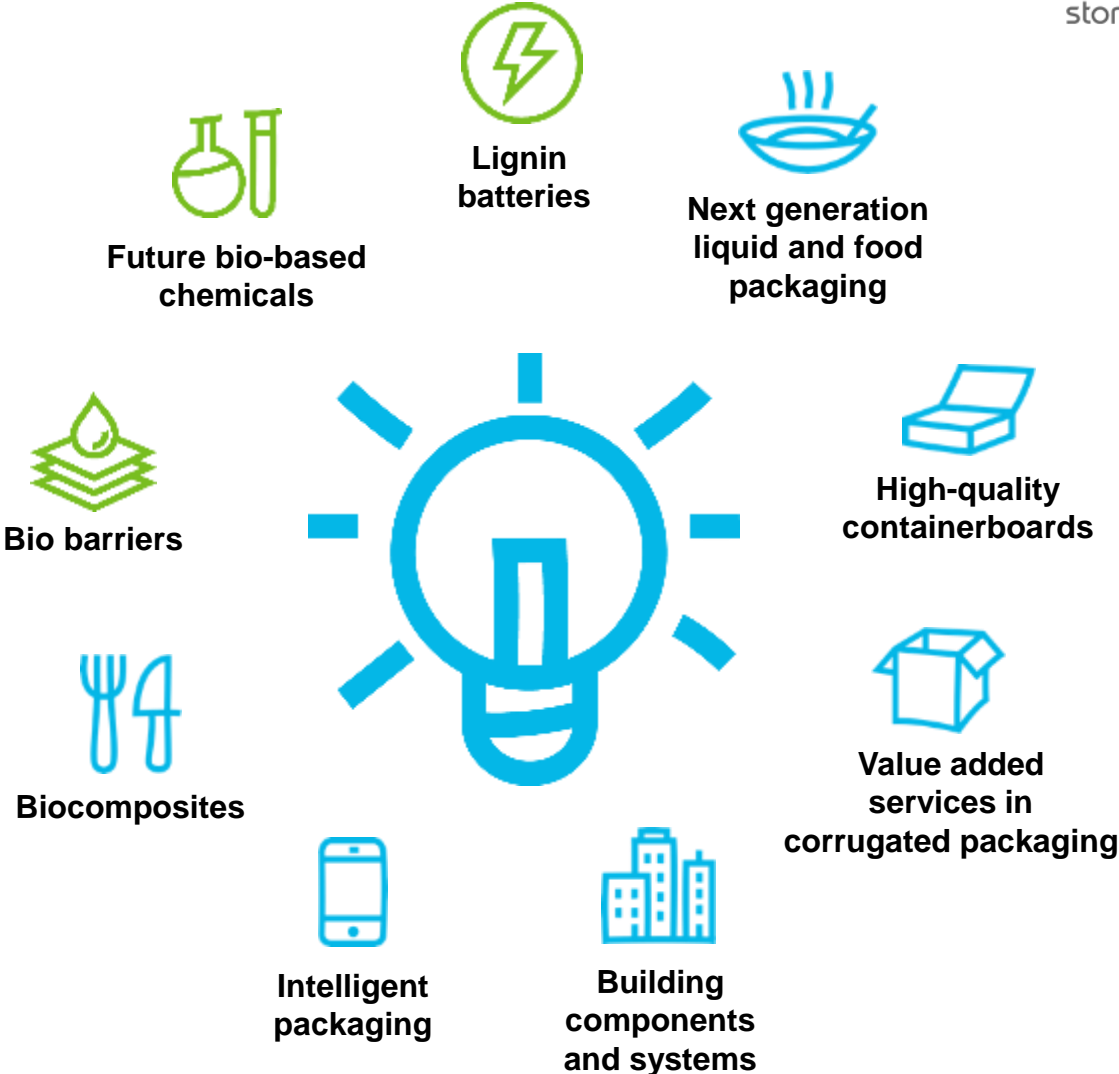 Lignin
batteries
Next generation
liquid and food
packaging
High-quality
containerboards
Value added
services in
corrugated packaging
Building
components
and systems
Intelligent
packaging
Biocomposites
Bio barriers
Future bio-based
chemicals